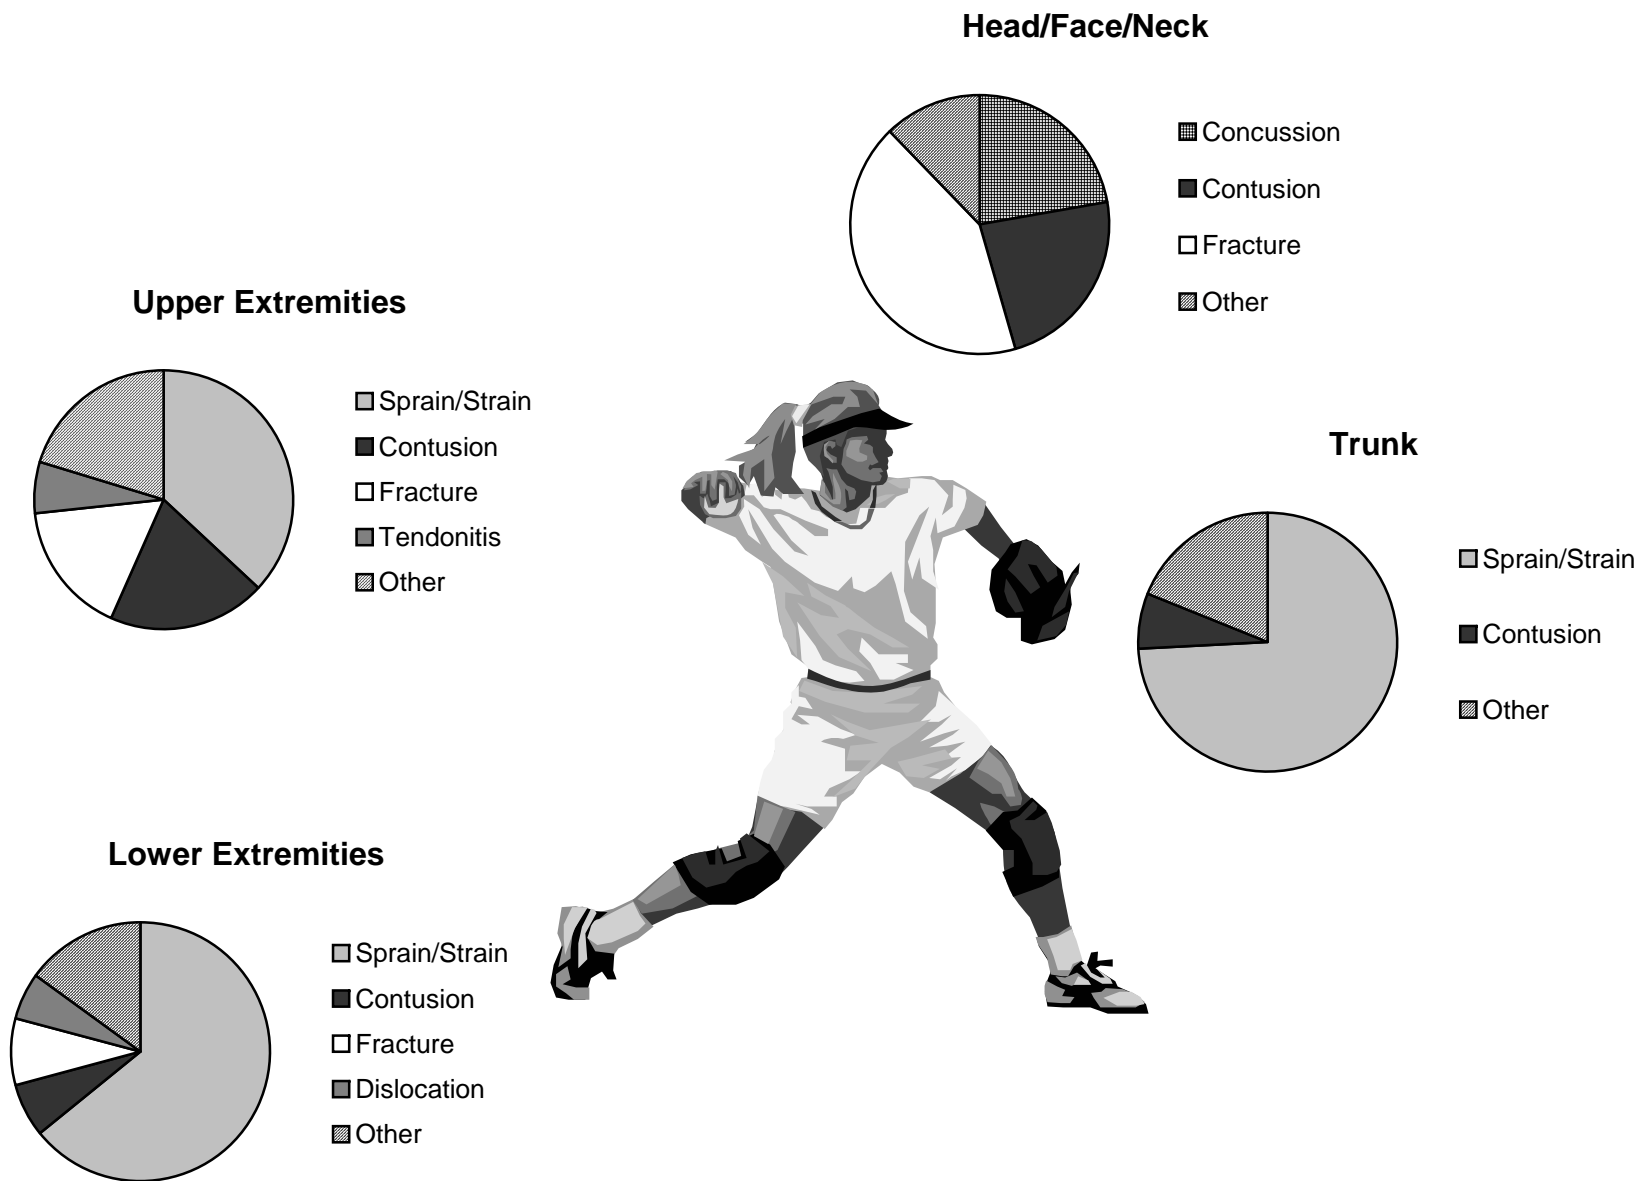 Head/Face/Neck
Concussion
Contusion
Fracture
Other
Upper Extremities
Sprain/Strain
Contusion
Fracture
Tendonitis
Other
Trunk
Sprain/Strain
Contusion
Other
Lower Extremities
Sprain/Strain
Contusion
Fracture
Dislocation
Other